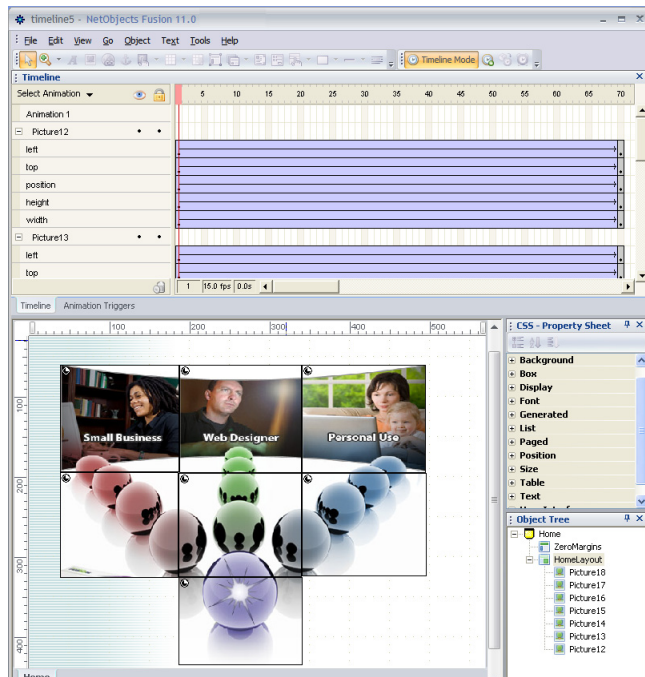 timeline5 - NetObjects Fusion 11.0
File Edit View Go Object Text Tools Help
Timeline Mode
Timeline
Select Animation 5 10 15 20 25 30 35 40 45 50 55 60 65 70
Animation 1
Picture12
left
top
position
height
width
Picture13
left
top
1 15.0 fps 0.0s
Timeline Animation Triggers
100 200 300 400 500
CSS - Property Sheet
Background
Box
Display
Font
Generated
List
Paged
Position
Size
Table
Text
100
200
300
400
Small Business Web Designer Personal Use
Object Tree
Home
ZeroMargins
HomeLayout
Picture18
Picture17
Picture16
Picture15
Picture14
Picture13
Picture12
Home